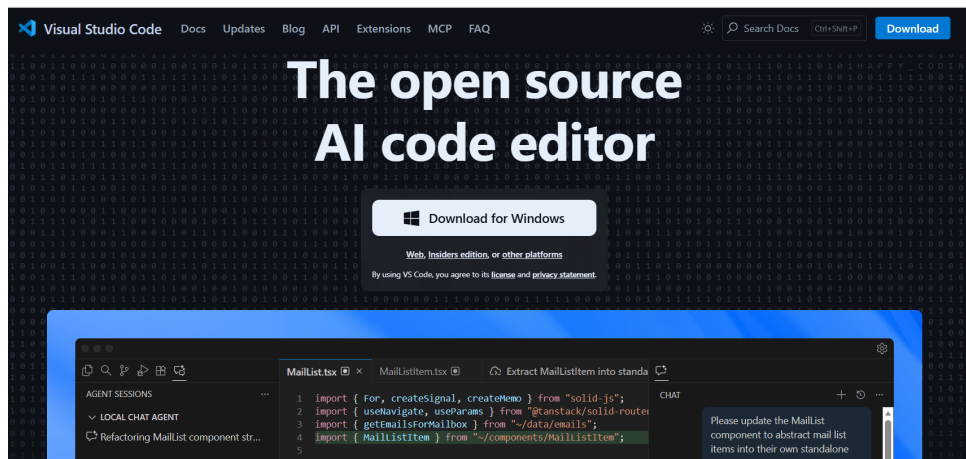 Visual Studio Code Docs Updates Blog API Extensions MCP FAQ Search Docs Ctrl+Shift+P Download
The open source
AI code editor
Download for Windows
Web, Insiders edition, or other platforms
By using VS Code, you agree to its license and privacy statement.
MailList.tsx MailListItem.tsx Extract MailListItem into standa
AGENT SESSIONS
LOCAL CHAT AGENT
Refactoring MailList component str...
1 import { For, createSignal, createMemo } from "solid-js";
2 import { useNavigate, useParams } from "@tanstack/solid-router
3 import { getEmailsForMailbox } from "~/data/emails";
4 import { MailListItem } from "~/components/MailListItem";
5
CHAT
Please update the MailList
component to abstract mail list
items into their own standalone